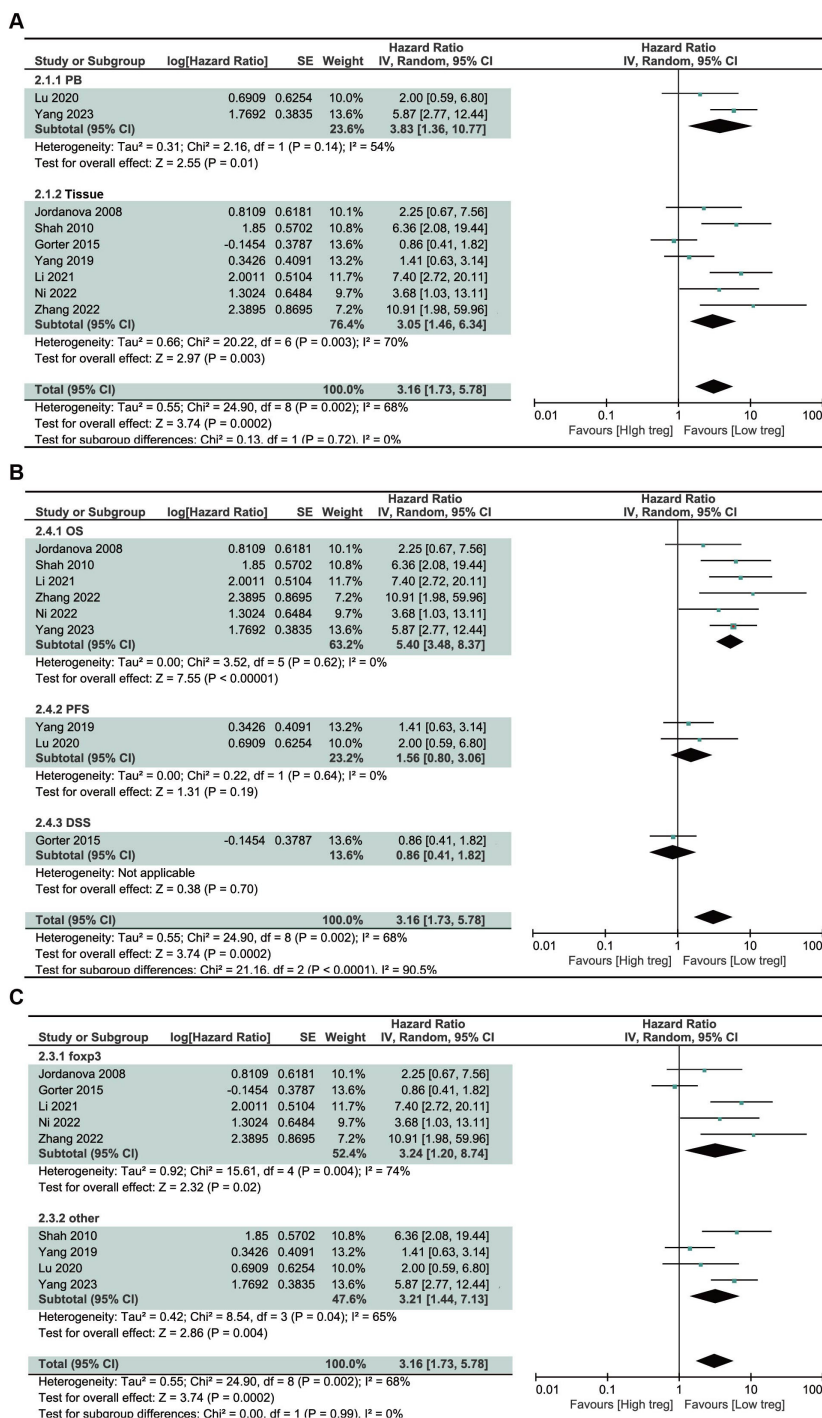 A
Hazard Ratio Hazard Ratio
Study or Subgroup log[Hazard Ratio] SE Weight IV, Random, 95% CI IV, Random, 95% CI
2.1.1 PB
Lu 2020 0.6909 0.6254 10.0% 2.00 [0.59, 6.80]
Yang 2023 1.7692 0.3835 13.6% 5.87 [2.77, 12.44]
Subtotal (95% CI) 23.6% 3.83 [1.36, 10.77]
Heterogeneity: Tau² = 0.31; Chi² = 2.16, df = 1 (P = 0.14); I² = 54%
Test for overall effect: Z = 2.55 (P = 0.01)
2.1.2 Tissue
Jordanova 2008 0.8109 0.6181 10.1% 2.25 [0.67, 7.56]
Shah 2010 1.85 0.5702 10.8% 6.36 [2.08, 19.44]
Gorter 2015 -0.1454 0.3787 13.6% 0.86 [0.41, 1.82]
Yang 2019 0.3426 0.4091 13.2% 1.41 [0.63, 3.14]
Li 2021 2.0011 0.5104 11.7% 7.40 [2.72, 20.11]
Ni 2022 1.3024 0.6484 9.7% 3.68 [1.03, 13.11]
Zhang 2022 2.3895 0.8695 7.2% 10.91 [1.98, 59.96]
Subtotal (95% CI) 76.4% 3.05 [1.46, 6.34]
Heterogeneity: Tau² = 0.66; Chi² = 20.22, df = 6 (P = 0.003); I² = 70%
Test for overall effect: Z = 2.97 (P = 0.003)
Total (95% CI) 100.0% 3.16 [1.73, 5.78]
Heterogeneity: Tau² = 0.55; Chi² = 24.90, df = 8 (P = 0.002); I² = 68%
Test for overall effect: Z = 3.74 (P = 0.0002)
Test for subgroup differences: Chi² = 0.13. df = 1 (P = 0.72). I² = 0%
0.01 0.1 1 10 100
Favours [HIgh treg] Favours [Low treg]
B
Hazard Ratio Hazard Ratio
Study or Subgroup log[Hazard Ratio] SE Weight IV, Random, 95% CI IV, Random, 95% CI
2.4.1 OS
Jordanova 2008 0.8109 0.6181 10.1% 2.25 [0.67, 7.56]
Shah 2010 1.85 0.5702 10.8% 6.36 [2.08, 19.44]
Li 2021 2.0011 0.5104 11.7% 7.40 [2.72, 20.11]
Zhang 2022 2.3895 0.8695 7.2% 10.91 [1.98, 59.96]
Ni 2022 1.3024 0.6484 9.7% 3.68 [1.03, 13.11]
Yang 2023 1.7692 0.3835 13.6% 5.87 [2.77, 12.44]
Subtotal (95% CI) 63.2% 5.40 [3.48, 8.37]
Heterogeneity: Tau² = 0.00; Chi² = 3.52, df = 5 (P = 0.62); I² = 0%
Test for overall effect: Z = 7.55 (P < 0.00001)
2.4.2 PFS
Yang 2019 0.3426 0.4091 13.2% 1.41 [0.63, 3.14]
Lu 2020 0.6909 0.6254 10.0% 2.00 [0.59, 6.80]
Subtotal (95% CI) 23.2% 1.56 [0.80, 3.06]
Heterogeneity: Tau² = 0.00; Chi² = 0.22, df = 1 (P = 0.64); I² = 0%
Test for overall effect: Z = 1.31 (P = 0.19)
2.4.3 DSS
Gorter 2015 -0.1454 0.3787 13.6% 0.86 [0.41, 1.82]
Subtotal (95% CI) 13.6% 0.86 [0.41, 1.82]
Heterogeneity: Not applicable
Test for overall effect: Z = 0.38 (P = 0.70)
Total (95% CI) 100.0% 3.16 [1.73, 5.78]
Heterogeneity: Tau² = 0.55; Chi² = 24.90, df = 8 (P = 0.002); I² = 68%
Test for overall effect: Z = 3.74 (P = 0.0002)
Test for subgroup differences: Chi² = 21.16. df = 2 (P < 0.0001). I² = 90.5%
0.01 0.1 1 10 100
Favours [High treg] Favours [Low tregl]
C
Hazard Ratio Hazard Ratio
Study or Subgroup log[Hazard Ratio] SE Weight IV, Random, 95% CI IV, Random, 95% CI
2.3.1 foxp3
Jordanova 2008 0.8109 0.6181 10.1% 2.25 [0.67, 7.56]
Gorter 2015 -0.1454 0.3787 13.6% 0.86 [0.41, 1.82]
Li 2021 2.0011 0.5104 11.7% 7.40 [2.72, 20.11]
Ni 2022 1.3024 0.6484 9.7% 3.68 [1.03, 13.11]
Zhang 2022 2.3895 0.8695 7.2% 10.91 [1.98, 59.96]
Subtotal (95% CI) 52.4% 3.24 [1.20, 8.74]
Heterogeneity: Tau² = 0.92; Chi² = 15.61, df = 4 (P = 0.004); I² = 74%
Test for overall effect: Z = 2.32 (P = 0.02)
2.3.2 other
Shah 2010 1.85 0.5702 10.8% 6.36 [2.08, 19.44]
Yang 2019 0.3426 0.4091 13.2% 1.41 [0.63, 3.14]
Lu 2020 0.6909 0.6254 10.0% 2.00 [0.59, 6.80]
Yang 2023 1.7692 0.3835 13.6% 5.87 [2.77, 12.44]
Subtotal (95% CI) 47.6% 3.21 [1.44, 7.13]
Heterogeneity: Tau² = 0.42; Chi² = 8.54, df = 3 (P = 0.04); I² = 65%
Test for overall effect: Z = 2.86 (P = 0.004)
Total (95% CI) 100.0% 3.16 [1.73, 5.78]
Heterogeneity: Tau² = 0.55; Chi² = 24.90, df = 8 (P = 0.002); I² = 68%
Test for overall effect: Z = 3.74 (P = 0.0002)
Test for subgroup differences: Chi² = 0.00. df = 1 (P = 0.99). I² = 0%
0.01 0.1 1 10 100
Favours [High treg] Favours [Low treg]